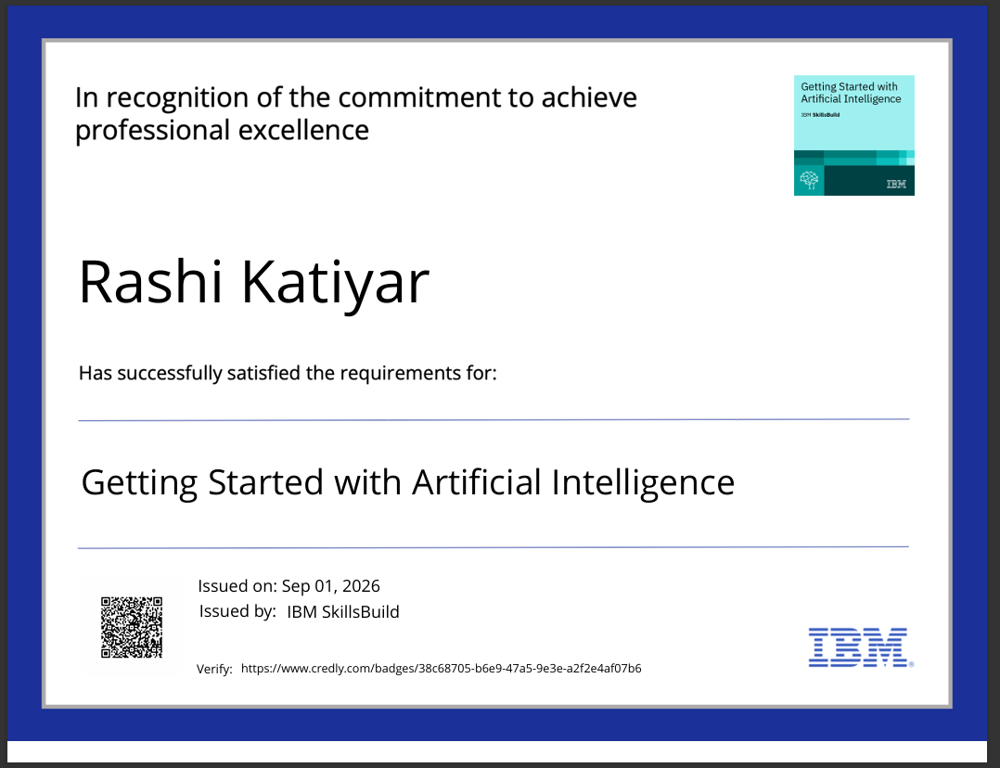 In recognition of the commitment to achieve
professional excellence
Getting Started with
Artificial Intelligence
IBM SkillsBuild
IBM
Rashi Katiyar
Has successfully satisfied the requirements for:
Getting Started with Artificial Intelligence
Issued on: Sep 01, 2026
Issued by: IBM SkillsBuild
Verify: https://www.credly.com/badges/38c68705-b6e9-47a5-9e3e-a2f2e4af07b6
IBM®